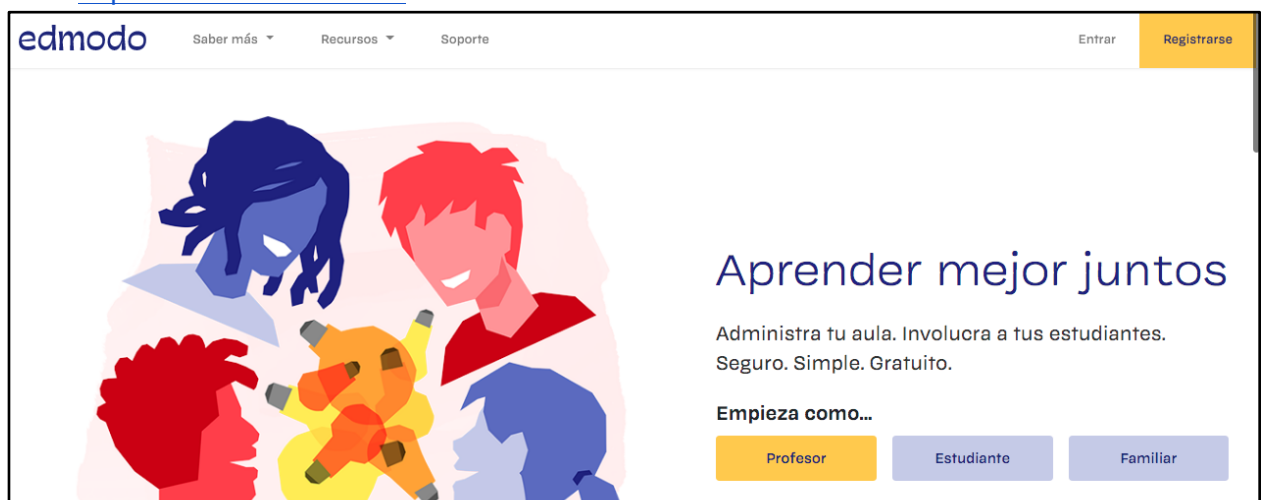 edmodo Saber más Recursos Soporte Entrar Registrarse
Aprender mejor juntos
Administra tu aula. Involucra a tus estudiantes.
Seguro. Simple. Gratuito.
Empieza como...
Profesor Estudiante Familiar